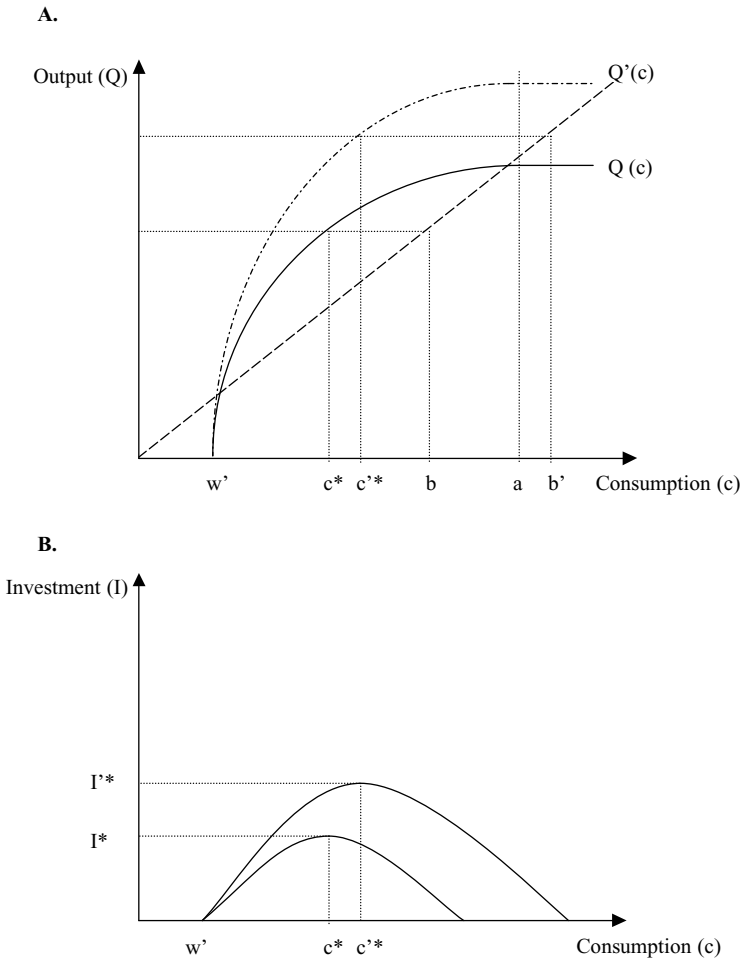 A.
Output (Q)
Q’(c)
Q (c)
w’ c* c’* b a b’ Consumption (c)
B.
Investment (I)
I’*
I*
w’ c* c’* Consumption (c)